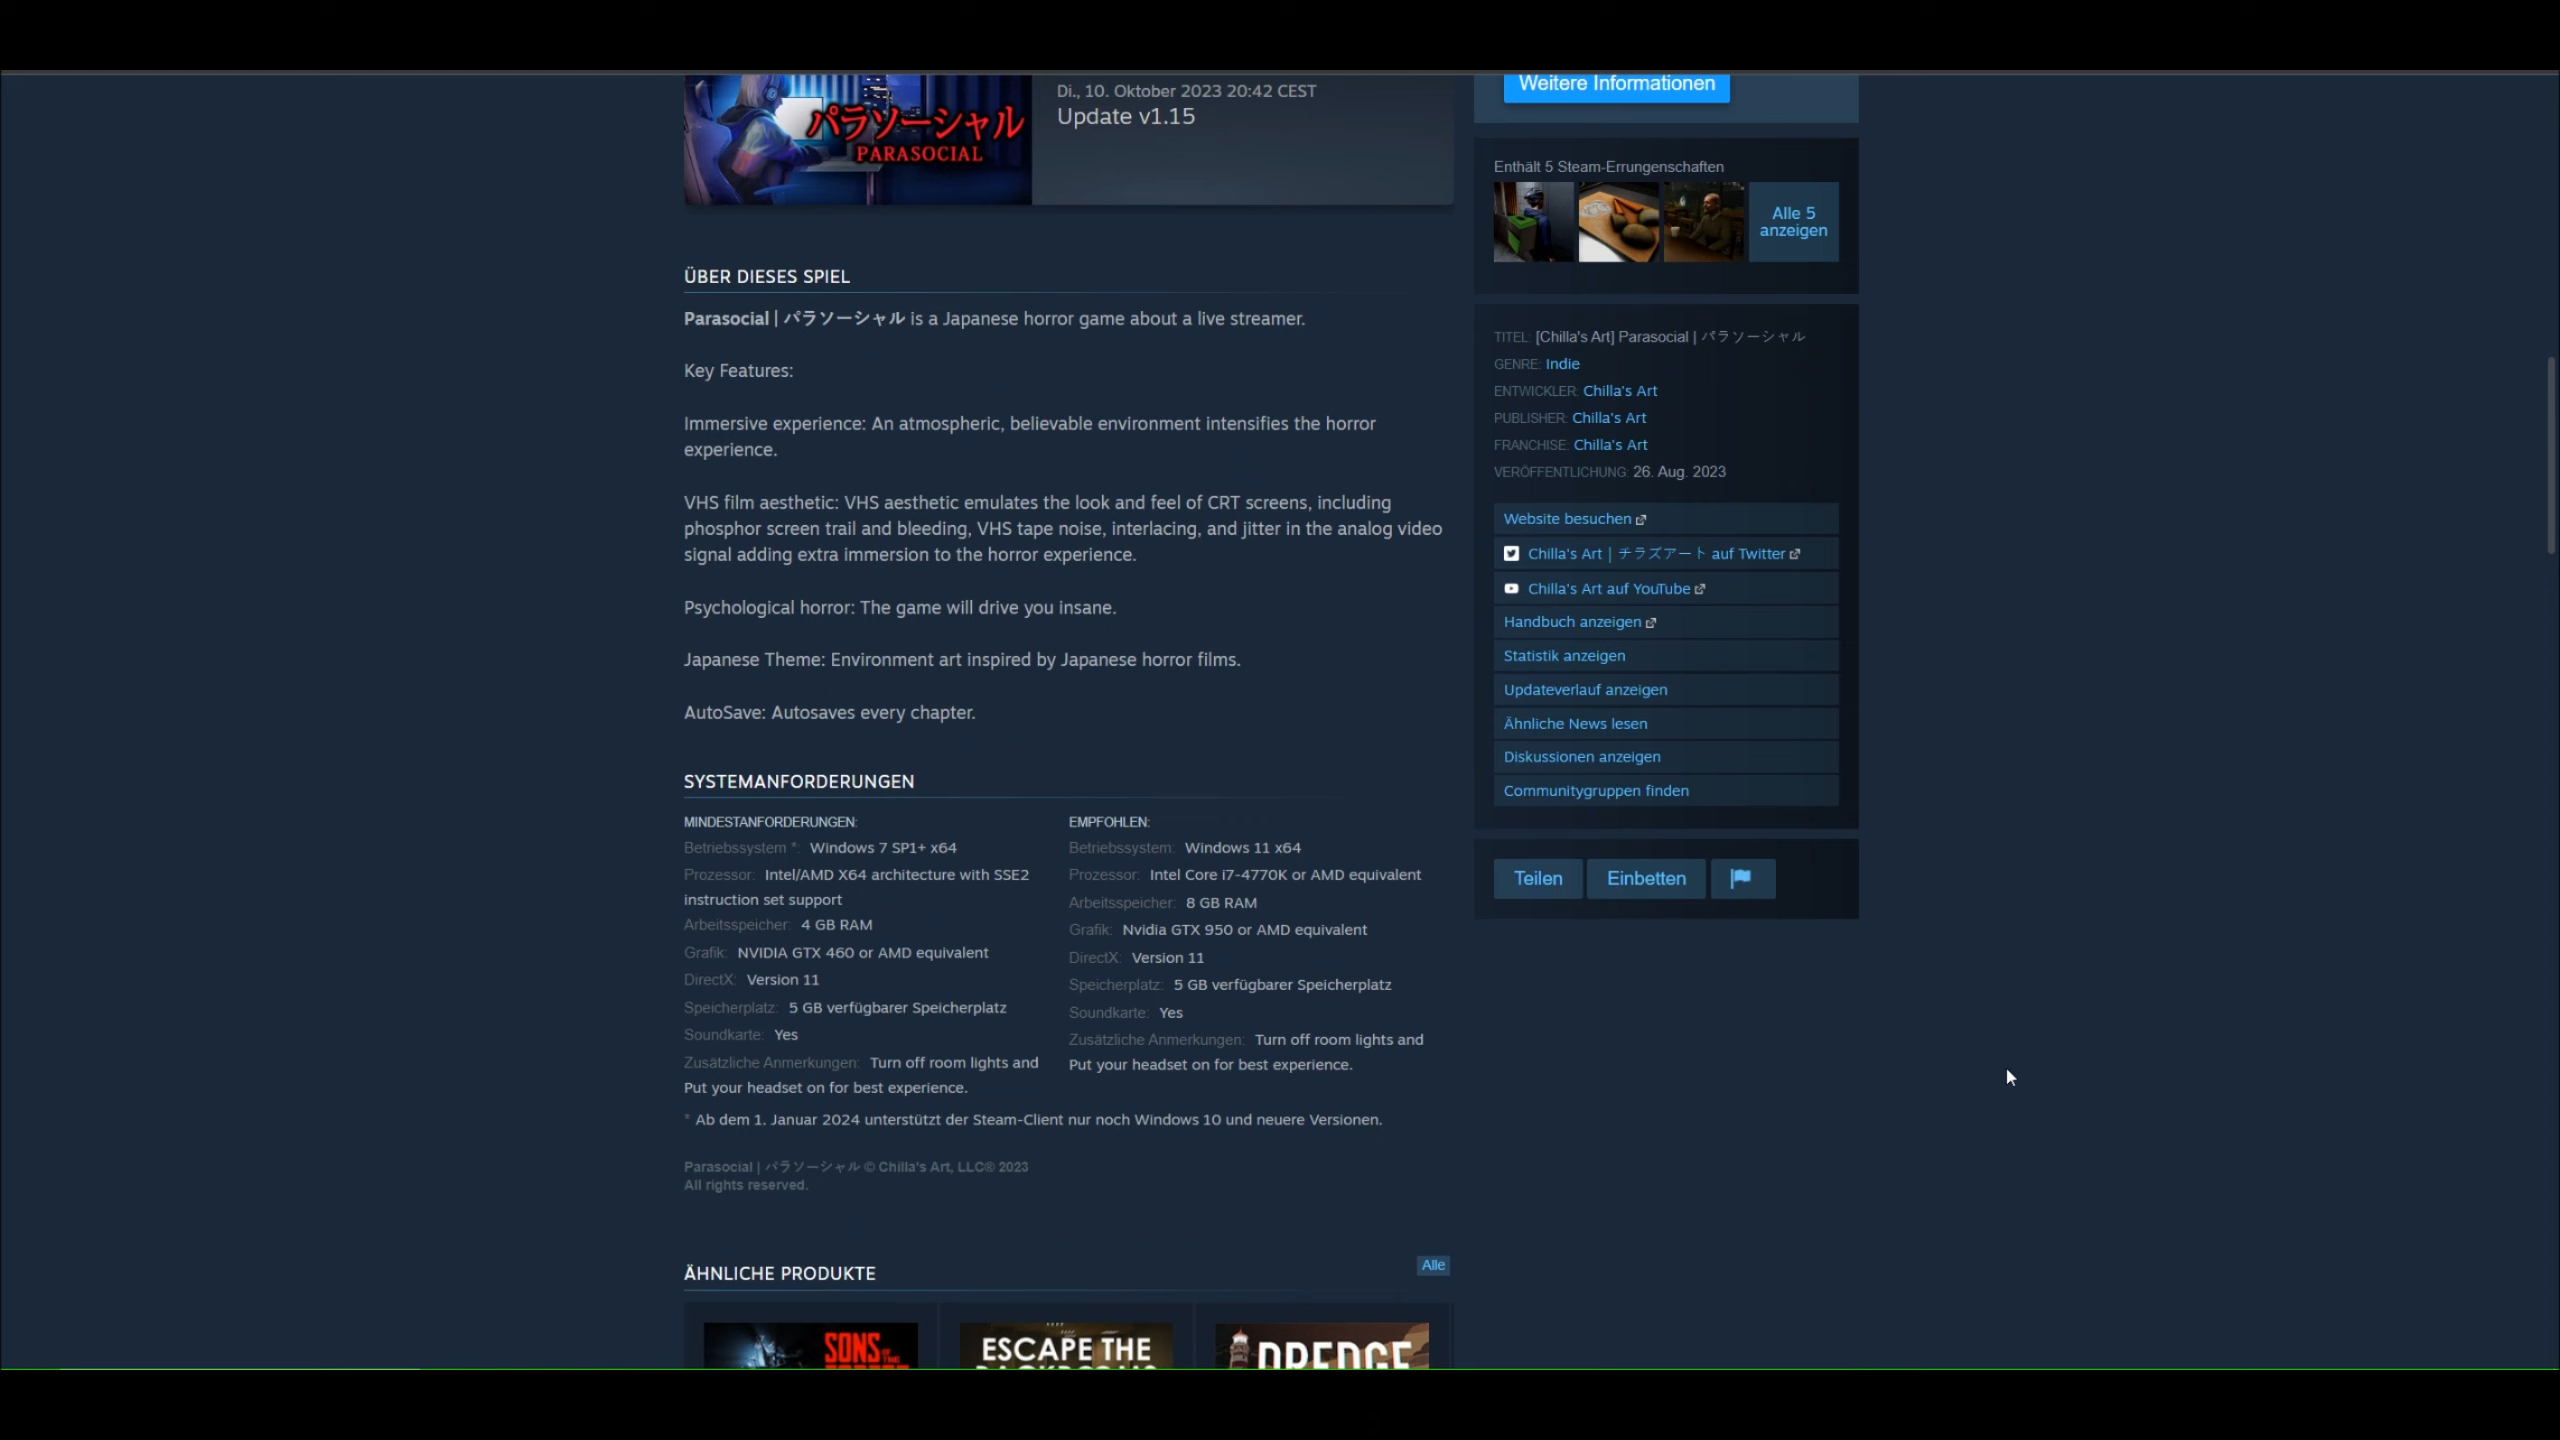 パラソーシャル
PARASOCIAL
Di., 10. Oktober 2023 20:42 CEST
Update v1.15
ÜBER DIESES SPIEL
Parasocial | パラソーシャル is a Japanese horror game about a live streamer.
Key Features:
Immersive experience: An atmospheric, believable environment intensifies the horror
experience.
VHS film aesthetic: VHS aesthetic emulates the look and feel of CRT screens, including
phosphor screen trail and bleeding, VHS tape noise, interlacing, and jitter in the analog video
signal adding extra immersion to the horror experience.
Psychological horror: The game will drive you insane.
Japanese Theme: Environment art inspired by Japanese horror films.
AutoSave: Autosaves every chapter.
SYSTEMANFORDERUNGEN
MINDESTANFORDERUNGEN:
Betriebssystem *: Windows 7 SP1+ x64
Prozessor: Intel/AMD X64 architecture with SSE2
instruction set support
Arbeitsspeicher: 4 GB RAM
Grafik: NVIDIA GTX 460 or AMD equivalent
DirectX: Version 11
Speicherplatz: 5 GB verfügbarer Speicherplatz
Soundkarte: Yes
Zusätzliche Anmerkungen: Turn off room lights and
Put your headset on for best experience.
EMPFOHLEN:
Betriebssystem: Windows 11 x64
Prozessor: Intel Core i7-4770K or AMD equivalent
Arbeitsspeicher: 8 GB RAM
Grafik: Nvidia GTX 950 or AMD equivalent
DirectX: Version 11
Speicherplatz: 5 GB verfügbarer Speicherplatz
Soundkarte: Yes
Zusätzliche Anmerkungen: Turn off room lights and
Put your headset on for best experience.
* Ab dem 1. Januar 2024 unterstützt der Steam-Client nur noch Windows 10 und neuere Versionen.
Parasocial | パラソーシャル © Chilla's Art, LLC® 2023
All rights reserved.
ÄHNLICHE PRODUKTE
Alle
SONS
ESCAPE THE
BACKROOMS
DREDGE
Weitere Informationen
Enthält 5 Steam-Errungenschaften
Alle 5
anzeigen
TITEL: [Chilla's Art] Parasocial | パラソーシャル
GENRE: Indie
ENTWICKLER: Chilla's Art
PUBLISHER: Chilla's Art
FRANCHISE: Chilla's Art
VERÖFFENTLICHUNG: 26. Aug. 2023
Website besuchen
Chilla's Art | チラズアート auf Twitter
Chilla's Art auf YouTube
Handbuch anzeigen
Statistik anzeigen
Updateverlauf anzeigen
Ähnliche News lesen
Diskussionen anzeigen
Communitygruppen finden
Teilen
Einbetten